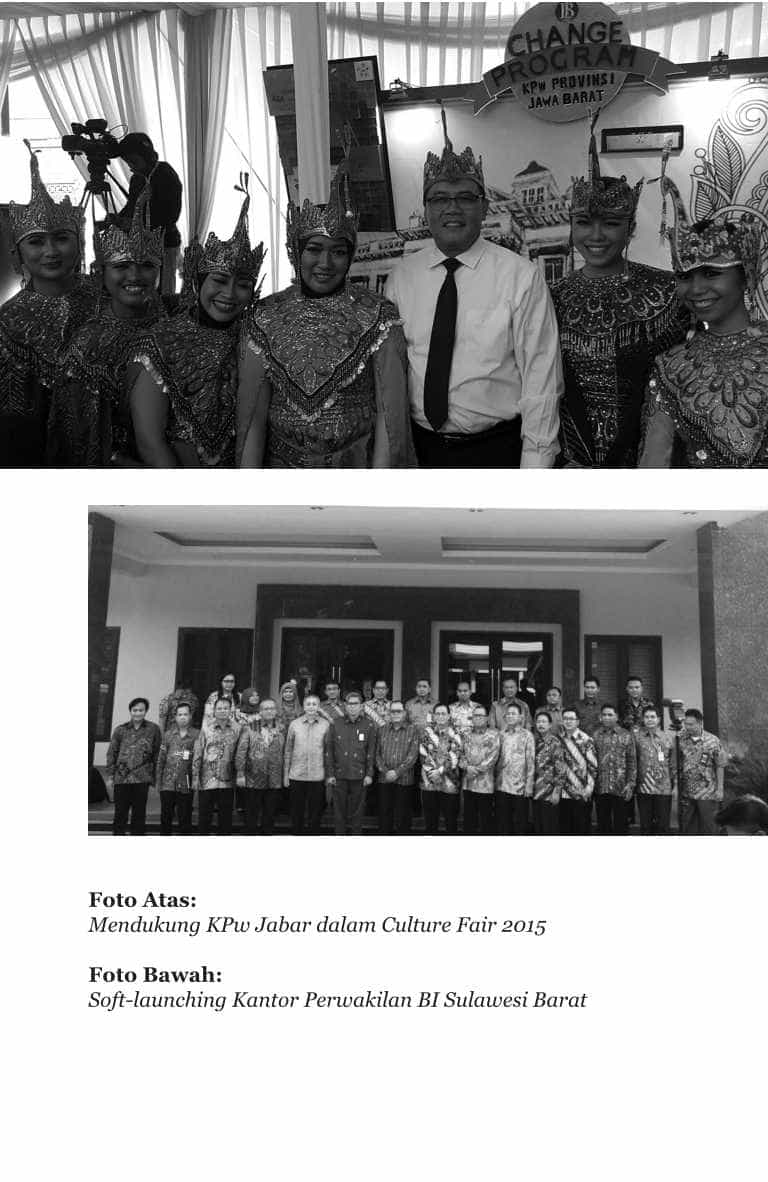 CHANGE
PROGRAM
KPW PROVINSI
JAWA BARAT
Foto Atas:
Mendukung KPw Jabar dalam Culture Fair 2015
Foto Bawah:
Soft-launching Kantor Perwakilan BI Sulawesi Barat